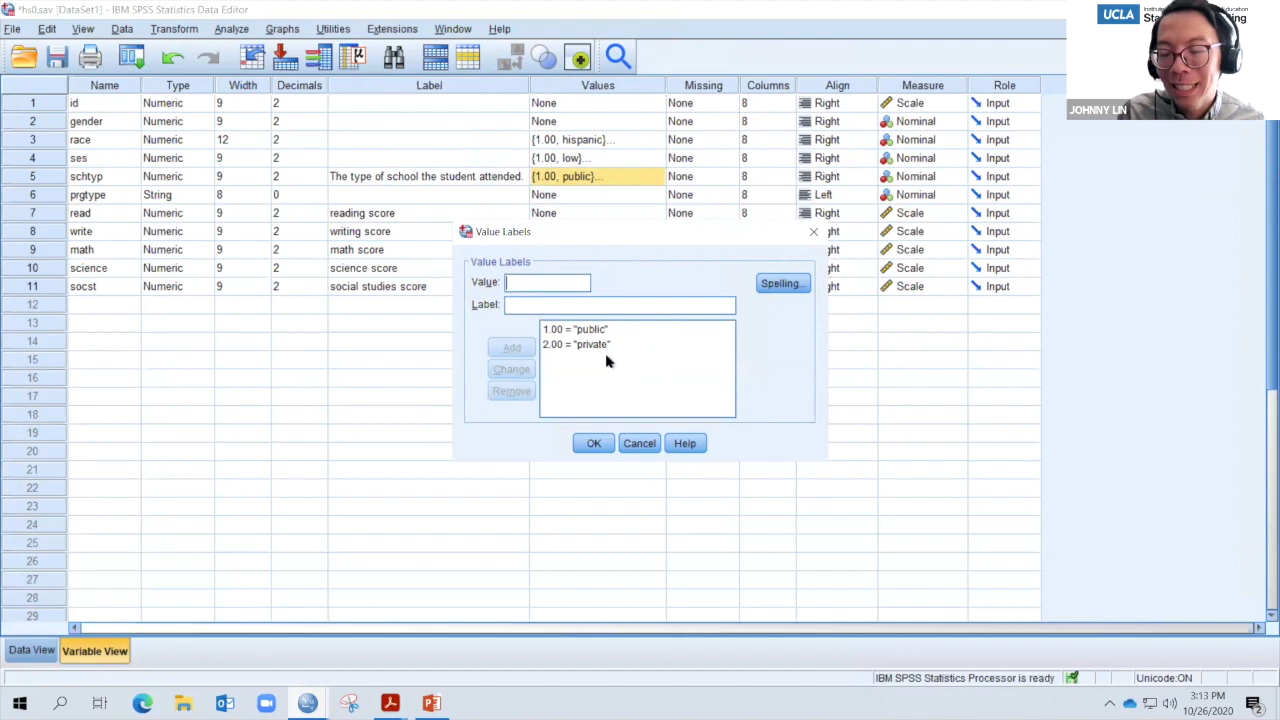 *hs0.sav [DataSet1] - IBM SPSS Statistics Data Editor
File Edit View Data Transform Analyze Graphs Utilities Extensions Window Help
UCLA
JOHNNY LIN
Name Type Width Decimals Label Values Missing Columns Align Measure Role
1 id Numeric 9 2 None None 8 Right Scale Input
2 gender Numeric 9 2 None None 8 Right Nominal Input
3 race Numeric 12 2 {1.00, hispanic}... None 8 Right Nominal Input
4 ses Numeric 9 2 {1.00, low}... None 8 Right Nominal Input
5 schtyp Numeric 9 2 The type of school the student attended. {1.00, public}... None 8 Right Nominal Input
6 prgtype String 8 0 None None 8 Left Nominal Input
7 read Numeric 9 2 reading score None None 8 Right Scale Input
8 write Numeric 9 2 writing score Scale Input
9 math Numeric 9 2 math score Scale Input
10 science Numeric 9 2 science score Scale Input
11 socst Numeric 9 2 social studies score Scale Input
12
13
14
15
16
17
18
19
20
21
22
23
24
25
26
27
28
29
Value Labels
Value Labels
Value:
Spelling...
Label:
1.00 = "public"
2.00 = "private"
Add
Change
Remove
OK Cancel Help
Data View Variable View
IBM SPSS Statistics Processor is ready Unicode:ON
3:13 PM
10/26/2020
2